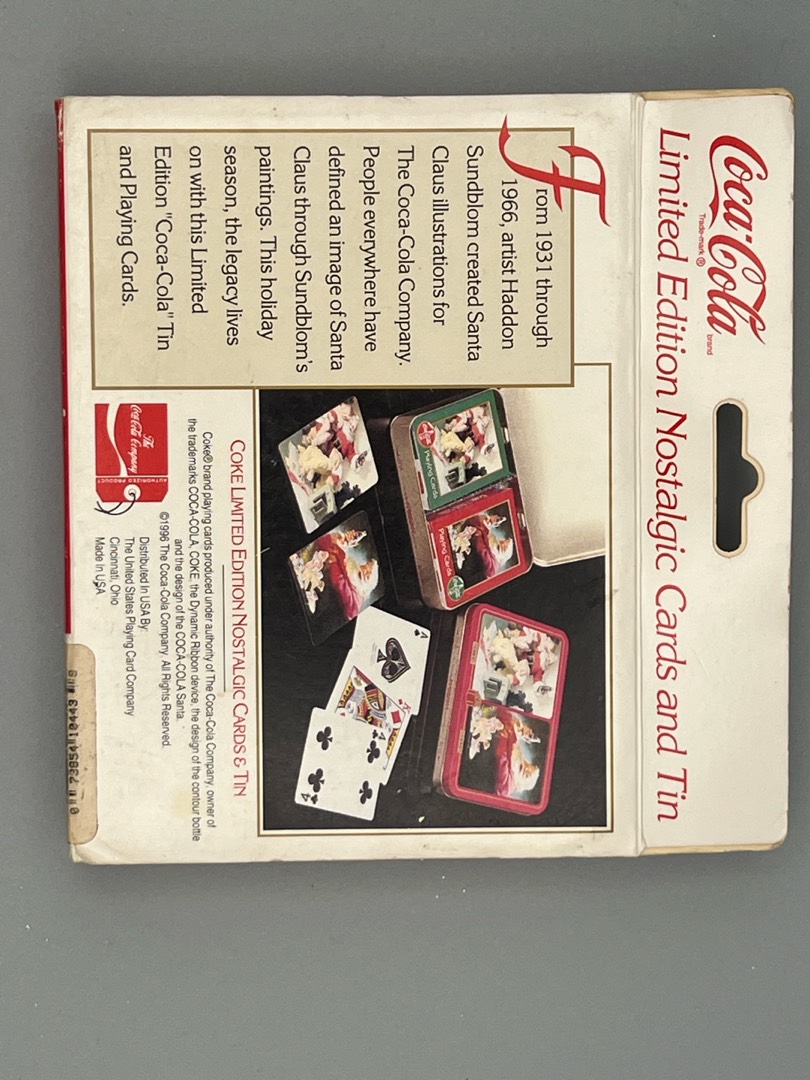 Coca-Cola
Trade-mark ®
brand
Limited Edition Nostalgic Cards and Tin
From 1931 through
1966, artist Haddon
Sundblom created Santa
Claus illustrations for
The Coca-Cola Company.
People everywhere have
defined an image of Santa
Claus through Sundblom's
paintings. This holiday
season, the legacy lives
on with this Limited
Edition "Coca-Cola" Tin
and Playing Cards.
Playing Cards
Playing Cards
A
K
4
4
COKE LIMITED EDITION NOSTALGIC CARDS & TIN
Coke® brand playing cards produced under authority of The Coca-Cola Company, owner of
the trademarks COCA-COLA, COKE, the Dynamic Ribbon device, the design of the contour bottle
and the design of the COCA-COLA Santa.
©1996 The Coca-Cola Company. All Rights Reserved.
The
Coca-Cola Company
AUTHORIZED PRODUCT
Distributed In USA By:
The United States Playing Card Company
Cincinnati, Ohio
Made In USA